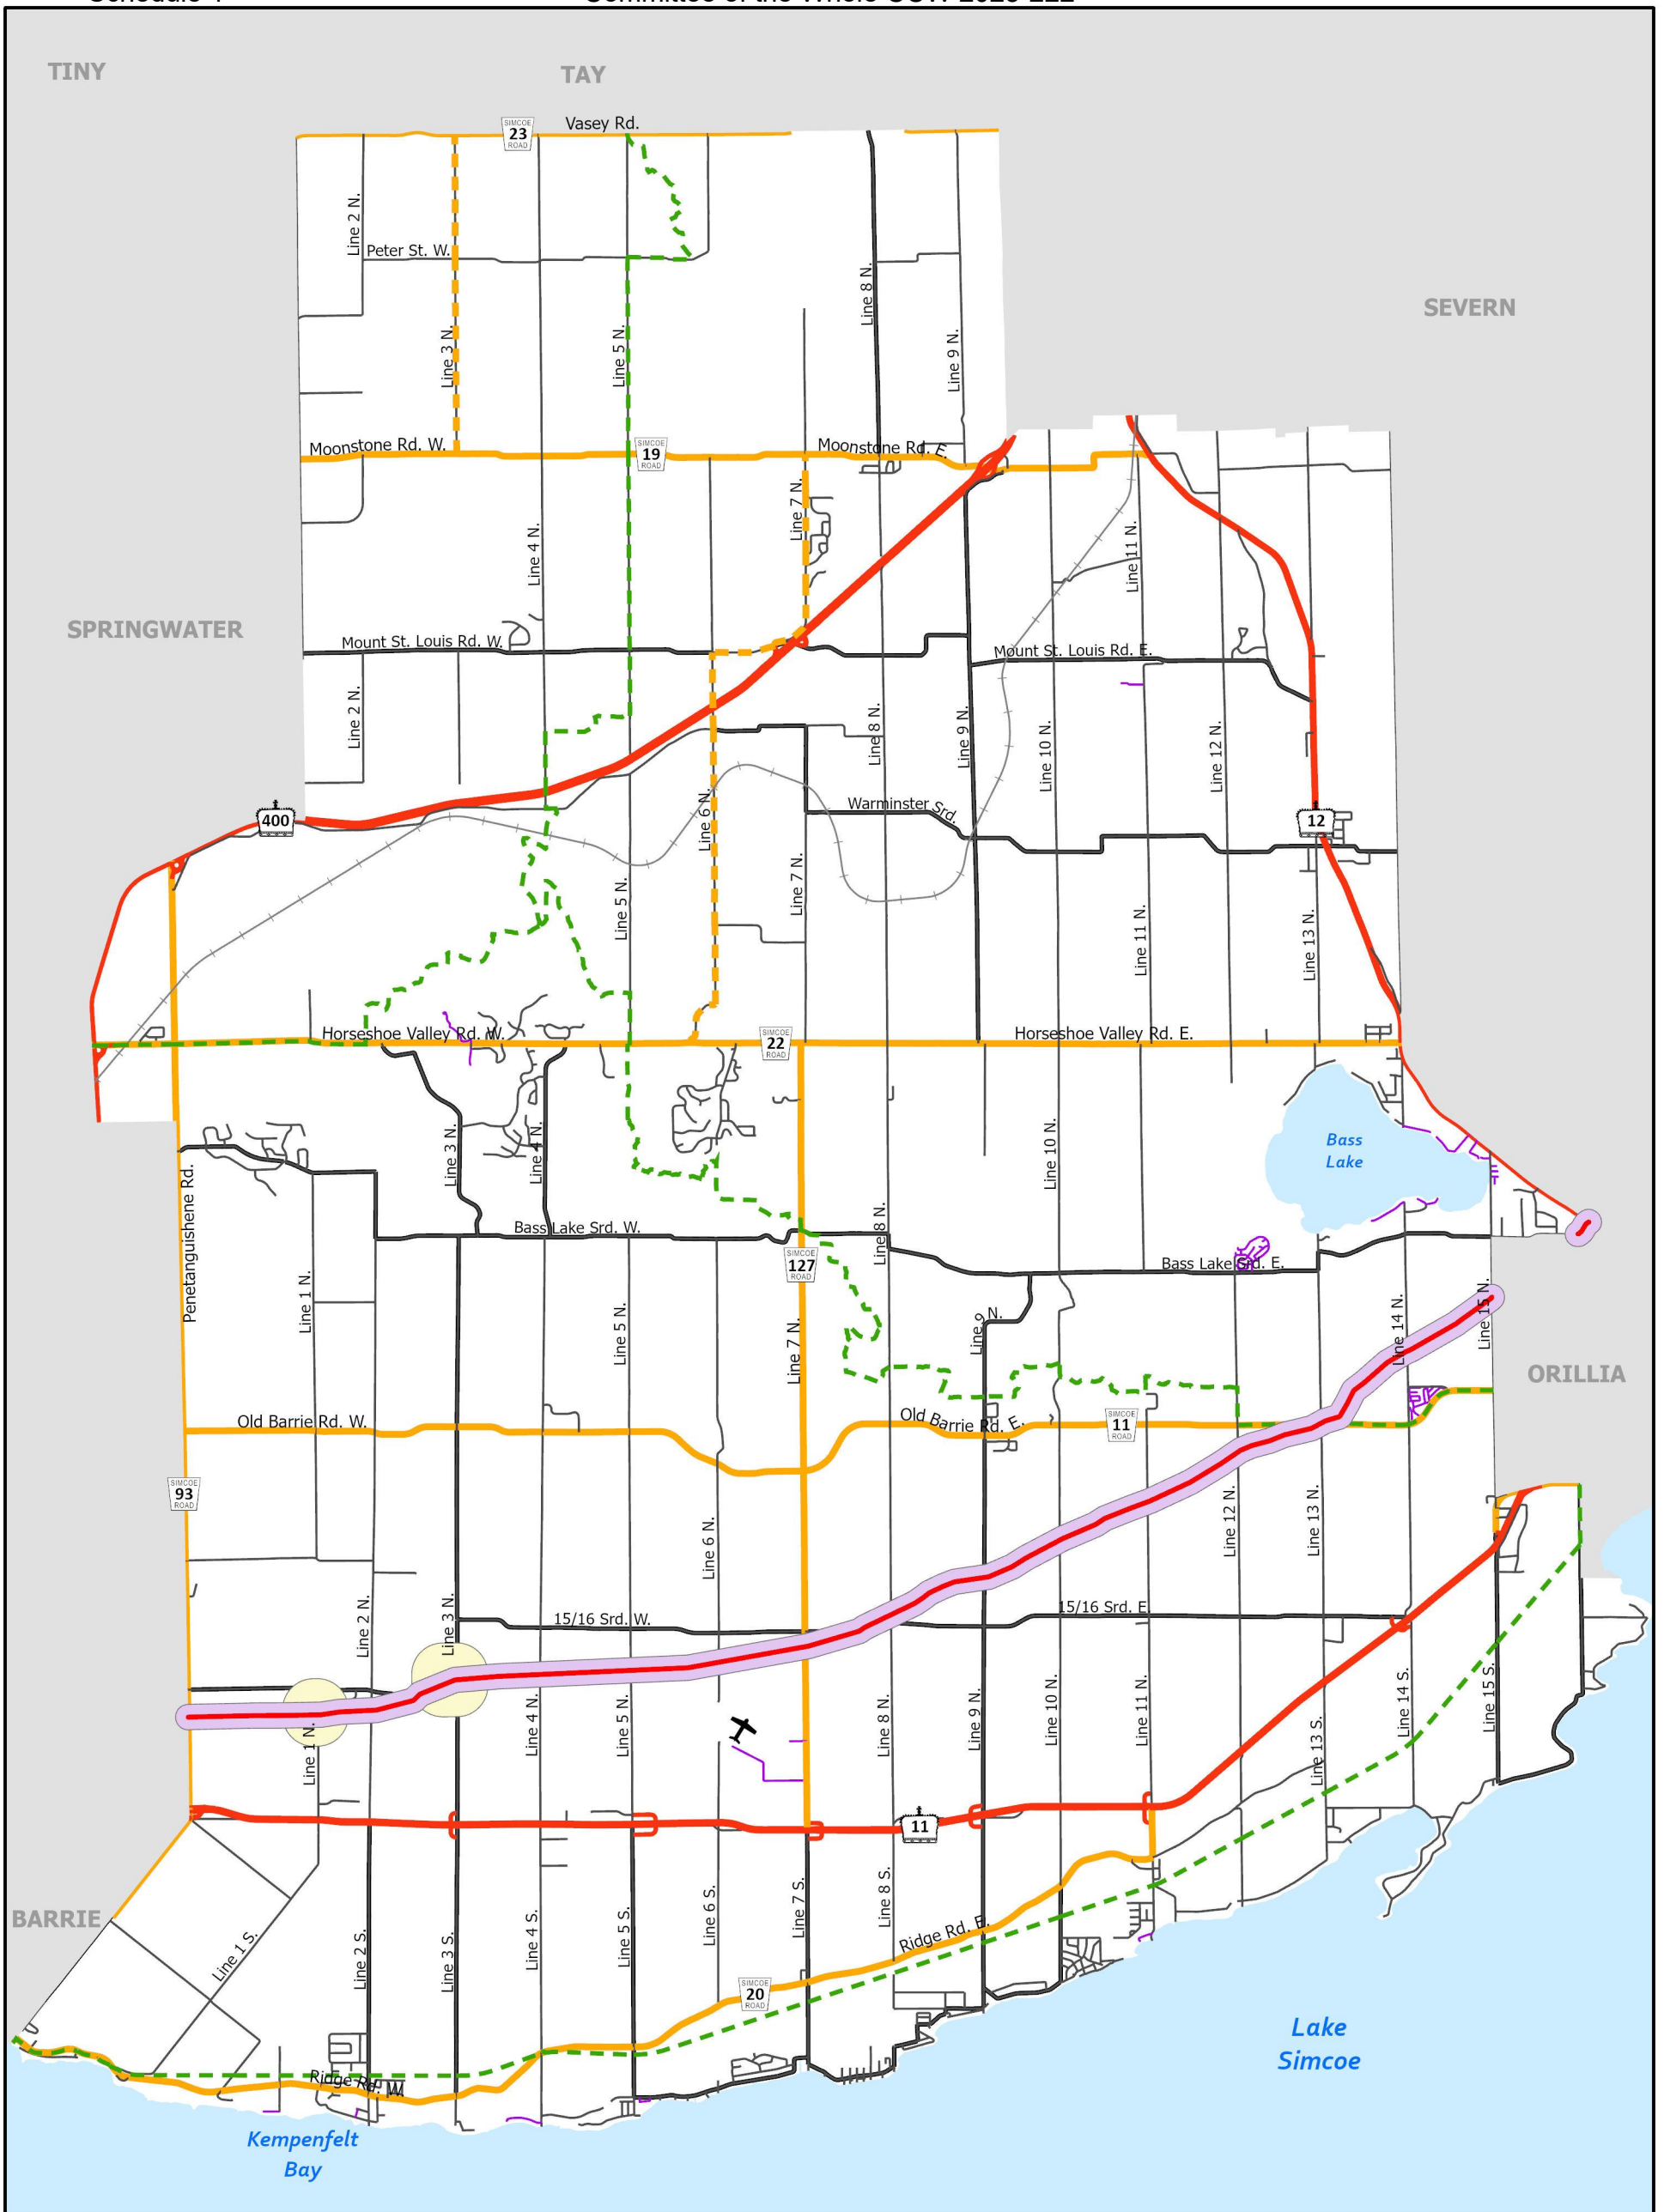 TINY
TAY
SIMCOE
23
ROAD
Vasey Rd.
Line 2 N.
Peter St. W.
Line 8 N.
SEVERN
Line 3 N.
Line 5 N.
Line 9 N.
Moonstone Rd. W.
SIMCOE
19
ROAD
Moonstone Rd. E.
Line 7 N.
Line 4 N.
Line 11 N.
SPRINGWATER
Mount St. Louis Rd. W.
Mount St. Louis Rd. E.
Line 2 N.
Line 8 N.
Line 9 N.
Line 10 N.
Line 12 N.
400
Line 6 N.
Warminster Srd.
12
Line 5 N.
Line 7 N.
Line 11 N.
Line 13 N.
Horseshoe Valley Rd. W.
SIMCOE
22
ROAD
Horseshoe Valley Rd. E.
Bass
Lake
Penetanguishene Rd.
Line 3 N.
Line 4 N.
Line 10 N.
Bass Lake Srd. W.
Line 8 N.
SIMCOE
127
ROAD
Bass Lake Srd. E.
Line 1 N.
Line 5 N.
Line 7 N.
Line 9 N.
Line 14 N.
Line 15 N.
ORILLIA
Old Barrie Rd. W.
Old Barrie Rd. E.
SIMCOE
11
ROAD
SIMCOE
93
ROAD
Line 6 N.
Line 12 N.
Line 13 N.
Line 2 N.
Line 3 N.
15/16 Srd. W.
15/16 Srd. E.
Line 1 N.
Line 4 N.
Line 5 N.
Line 8 N.
Line 9 N.
Line 10 N.
Line 11 N.
Line 13 S.
Line 14 S.
Line 15 S.
11
BARRIE
Line 1 S.
Line 2 S.
Line 3 S.
Line 4 S.
Line 5 S.
Line 6 S.
Line 7 S.
Line 8 S.
Ridge Rd. E.
SIMCOE
20
ROAD
Lake
Simcoe
Ridge Rd. W.
Kempenfelt
Bay